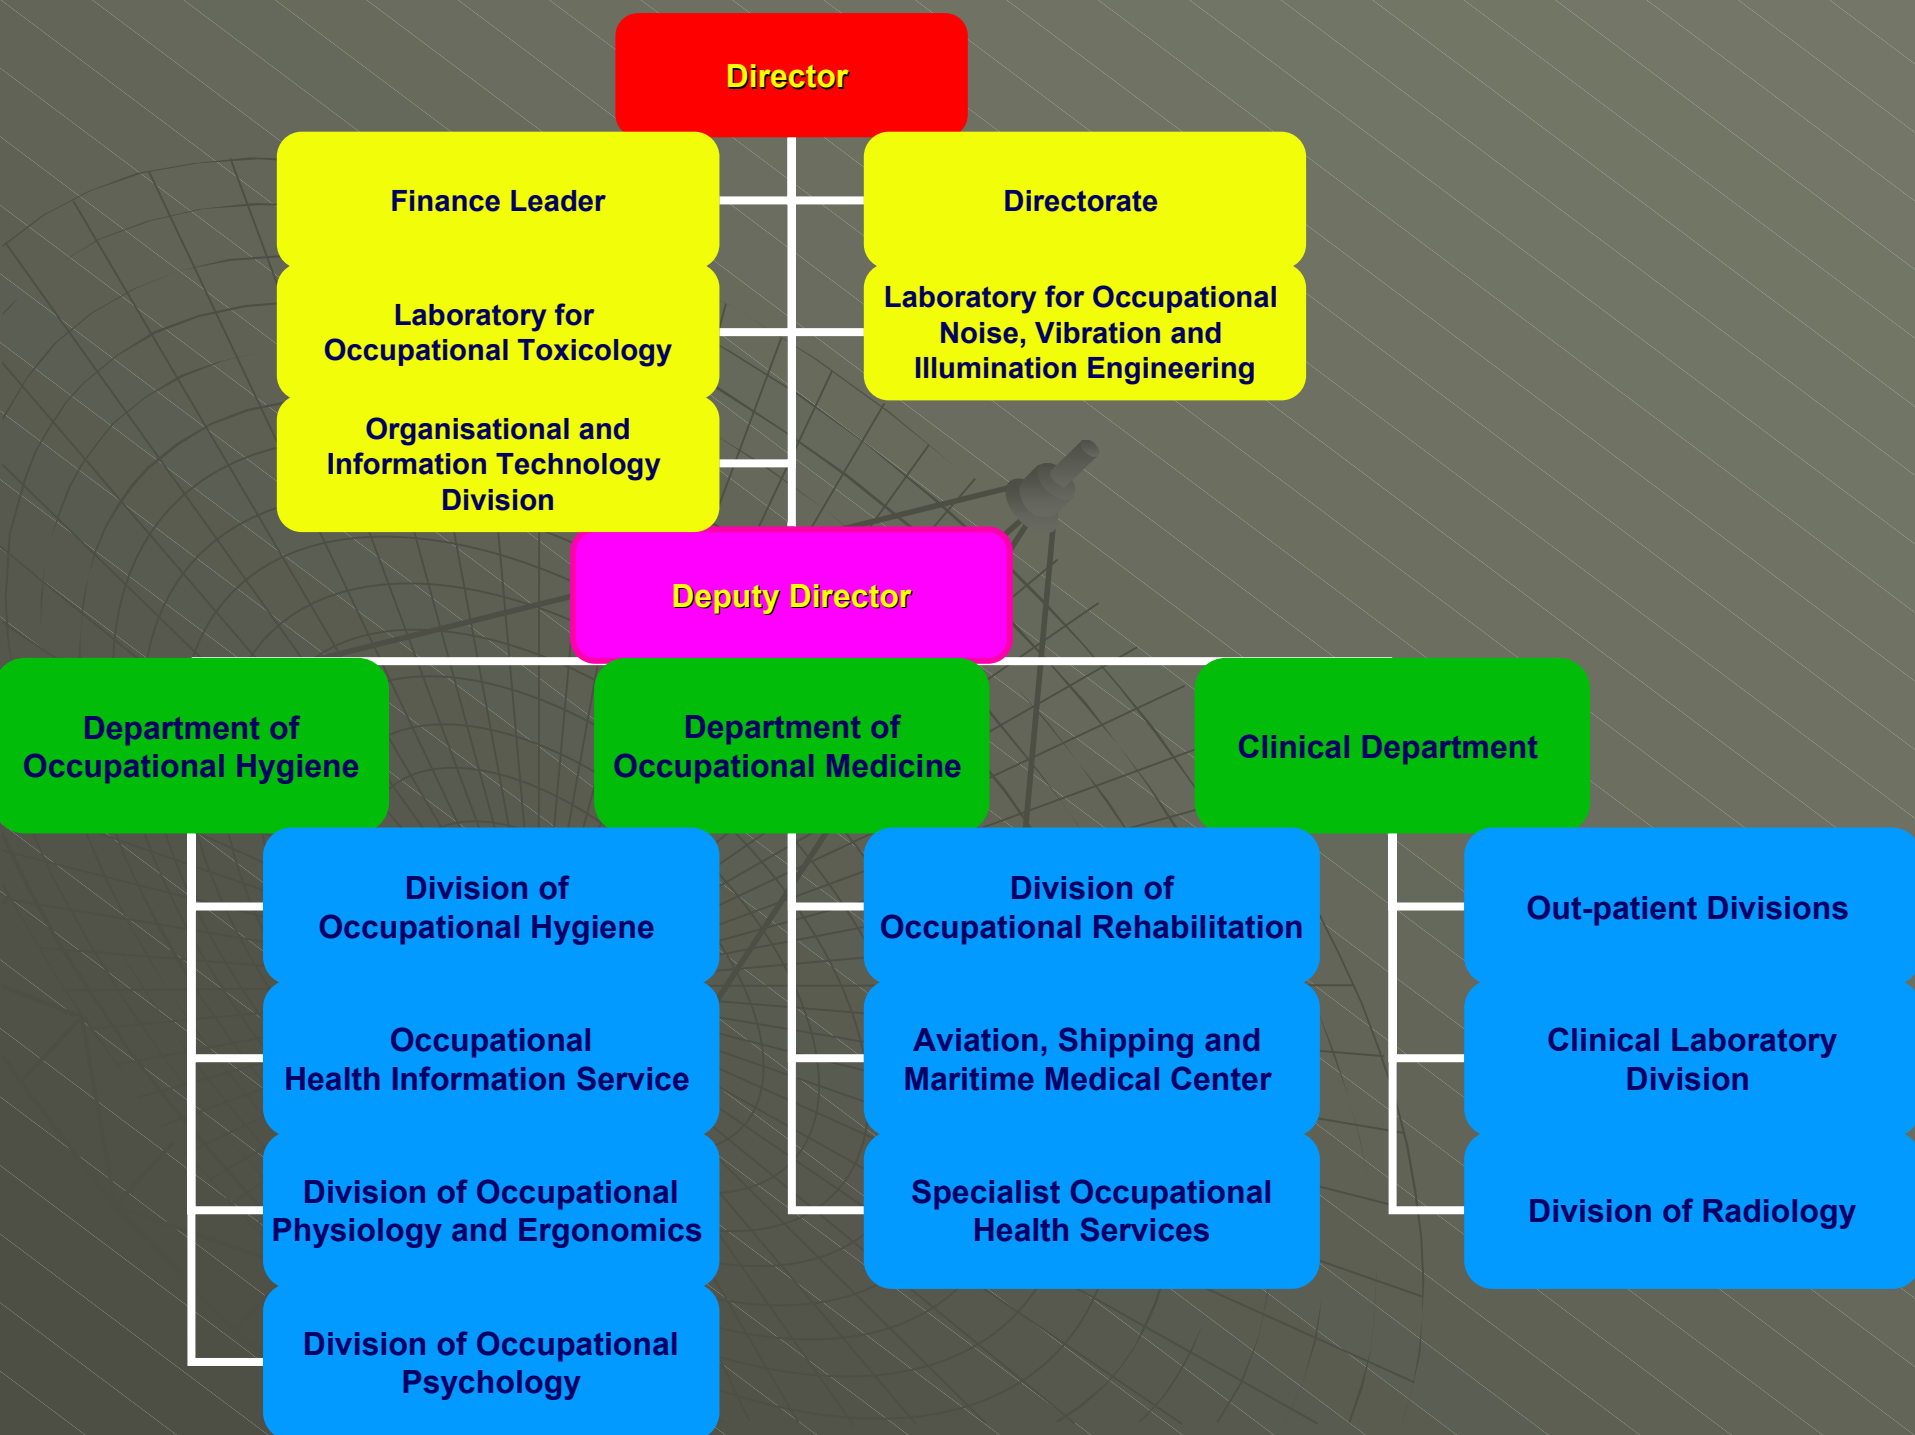 Director
Finance Leader
Directorate
Laboratory for
Occupational Toxicology
Laboratory for Occupational
Noise, Vibration and
Illumination Engineering
Organisational and
Information Technology
Division
Deputy Director
Department of
Occupational Hygiene
Department of
Occupational Medicine
Clinical Department
Division of
Occupational Hygiene
Occupational
Health Information Service
Division of Occupational
Physiology and Ergonomics
Division of Occupational
Psychology
Division of
Occupational Rehabilitation
Aviation, Shipping and
Maritime Medical Center
Specialist Occupational
Health Services
Out-patient Divisions
Clinical Laboratory
Division
Division of Radiology